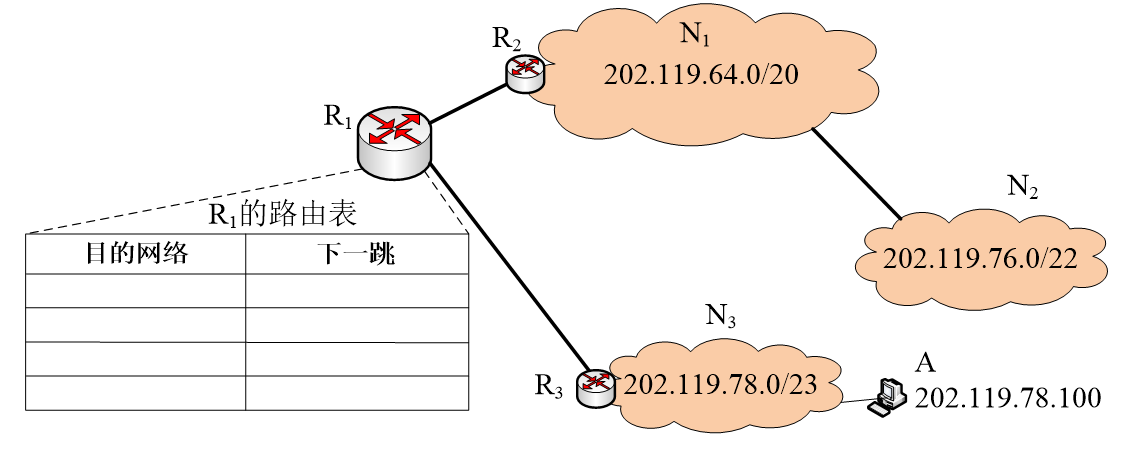 R₂
N₁
202.119.64.0/20
R₁
R₁的路由表
目的网络 下一跳
N₂
202.119.76.0/22
N₃
R₃
202.119.78.0/23
A
202.119.78.100